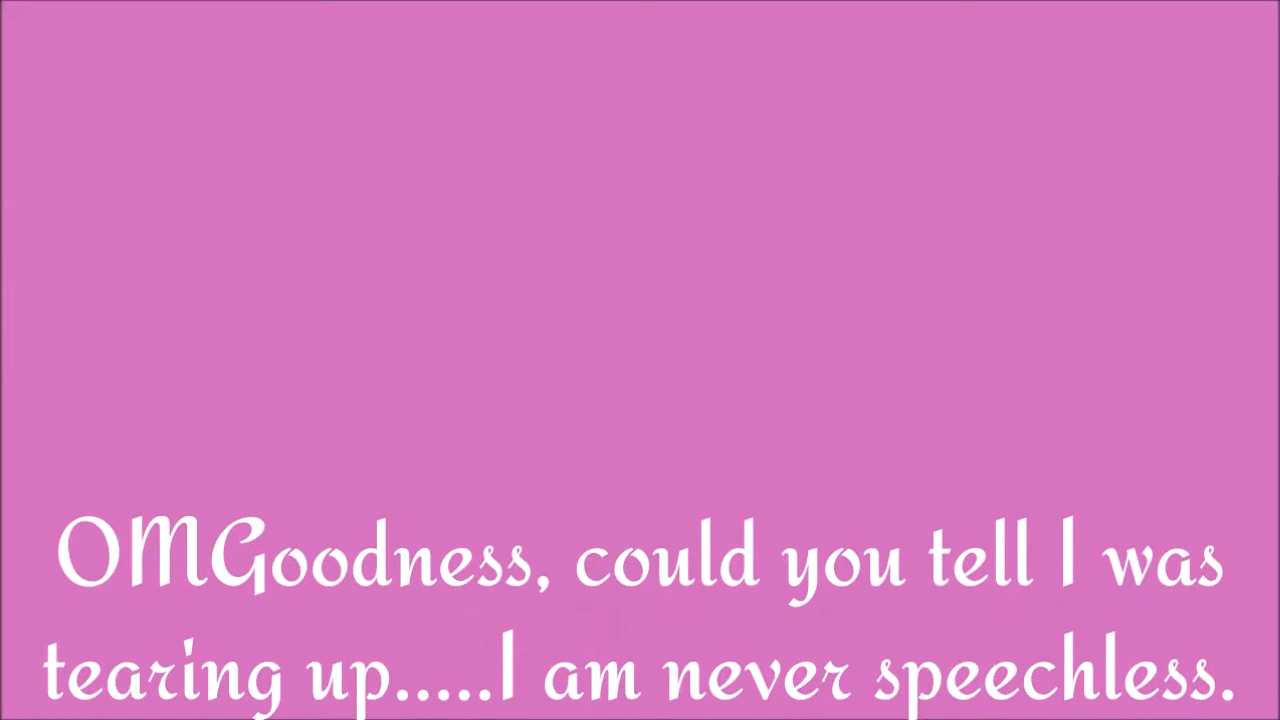 OMGoodness, could you tell I was
tearing up.....I am never speechless.